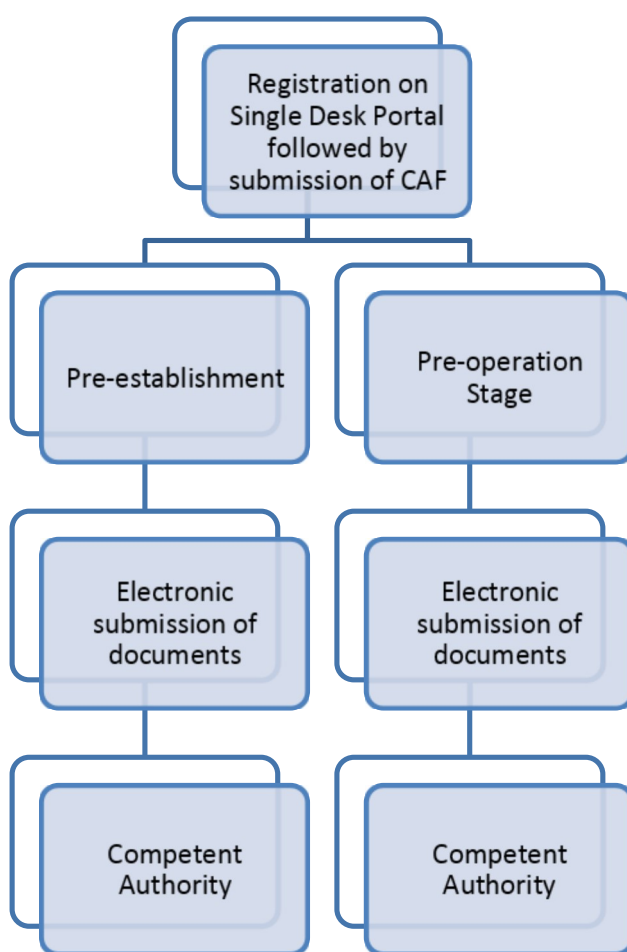 Registration on
Single Desk Portal
followed by
submission of CAF
Pre-establishment
Pre-operation
Stage
Electronic
submission of
documents
Electronic
submission of
documents
Competent
Authority
Competent
Authority